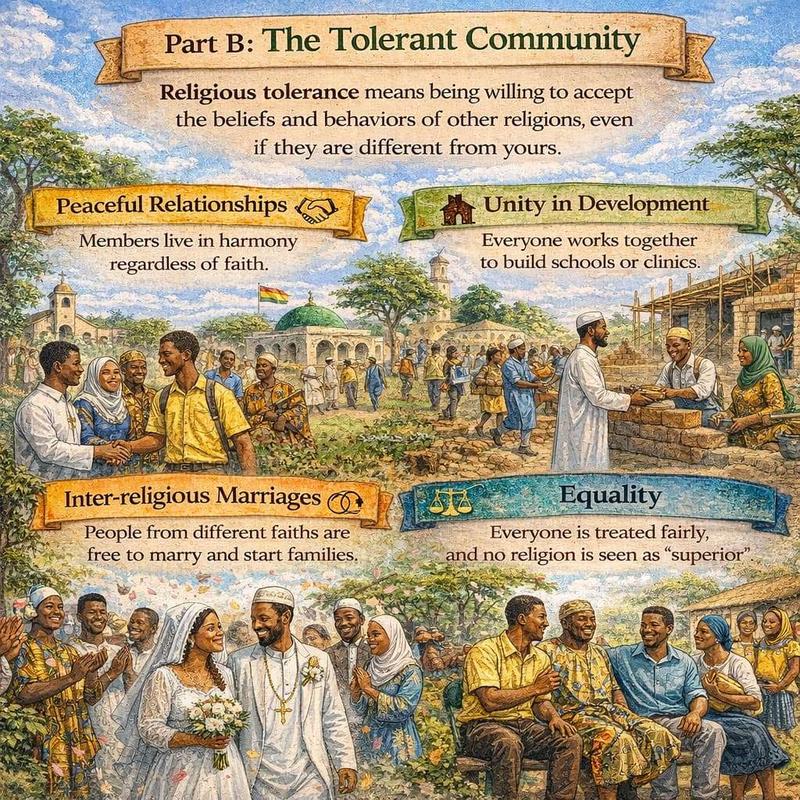 Part B: The Tolerant Community
Religious tolerance means being willing to accept
the beliefs and behaviors of other religions, even
if they are different from yours.
Peaceful Relationships
Members live in harmony
regardless of faith.
Unity in Development
Everyone works together
to build schools or clinics.
Inter-religious Marriages
People from different faiths are
free to marry and start families.
Equality
Everyone is treated fairly,
and no religion is seen as “superior”